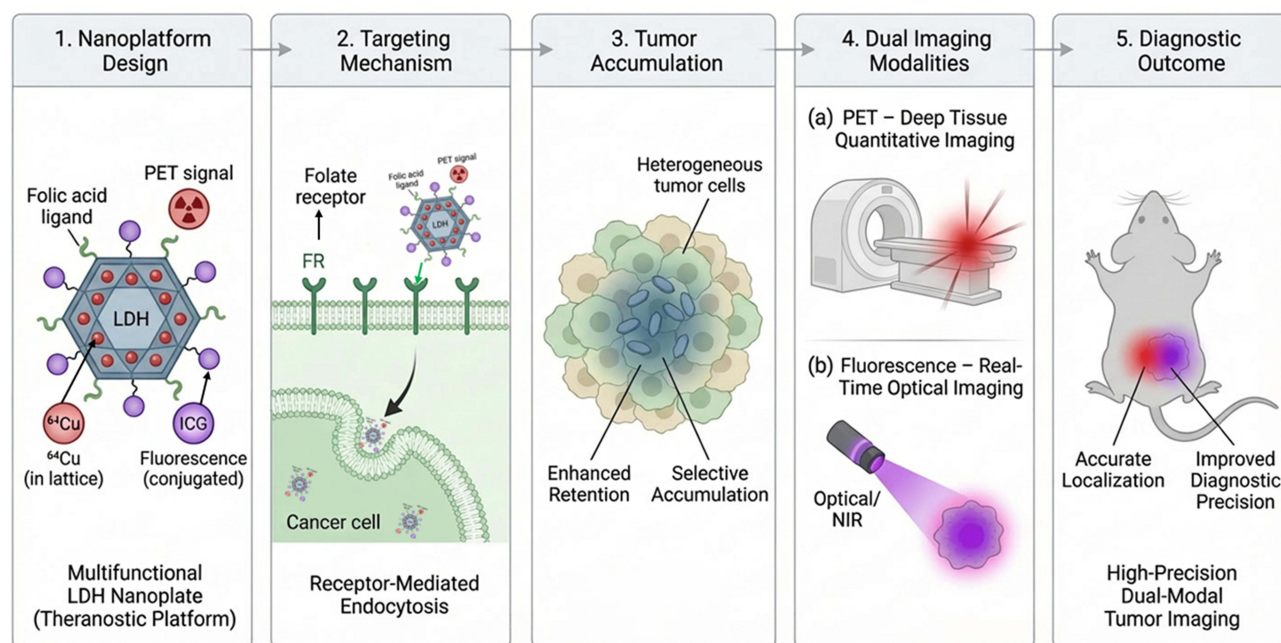 1. Nanoplatform
Design
PET signal
Folic acid
ligand
LDH
⁶⁴Cu
ICG
⁶⁴Cu
(in lattice)
Fluorescence
(conjugated)
Multifunctional
LDH Nanoplate
(Theranostic Platform)
2. Targeting
Mechanism
PET signal
Folic acid
ligand
LDH
Folate
receptor
FR
Cancer cell
Receptor-Mediated
Endocytosis
3. Tumor
Accumulation
Heterogeneous
tumor cells
Enhanced
Retention
Selective
Accumulation
4. Dual Imaging
Modalities
(a) PET – Deep Tissue
Quantitative Imaging
(b) Fluorescence – Real-
Time Optical Imaging
Optical/
NIR
5. Diagnostic
Outcome
Accurate
Localization
Improved
Diagnostic
Precision
High-Precision
Dual-Modal
Tumor Imaging